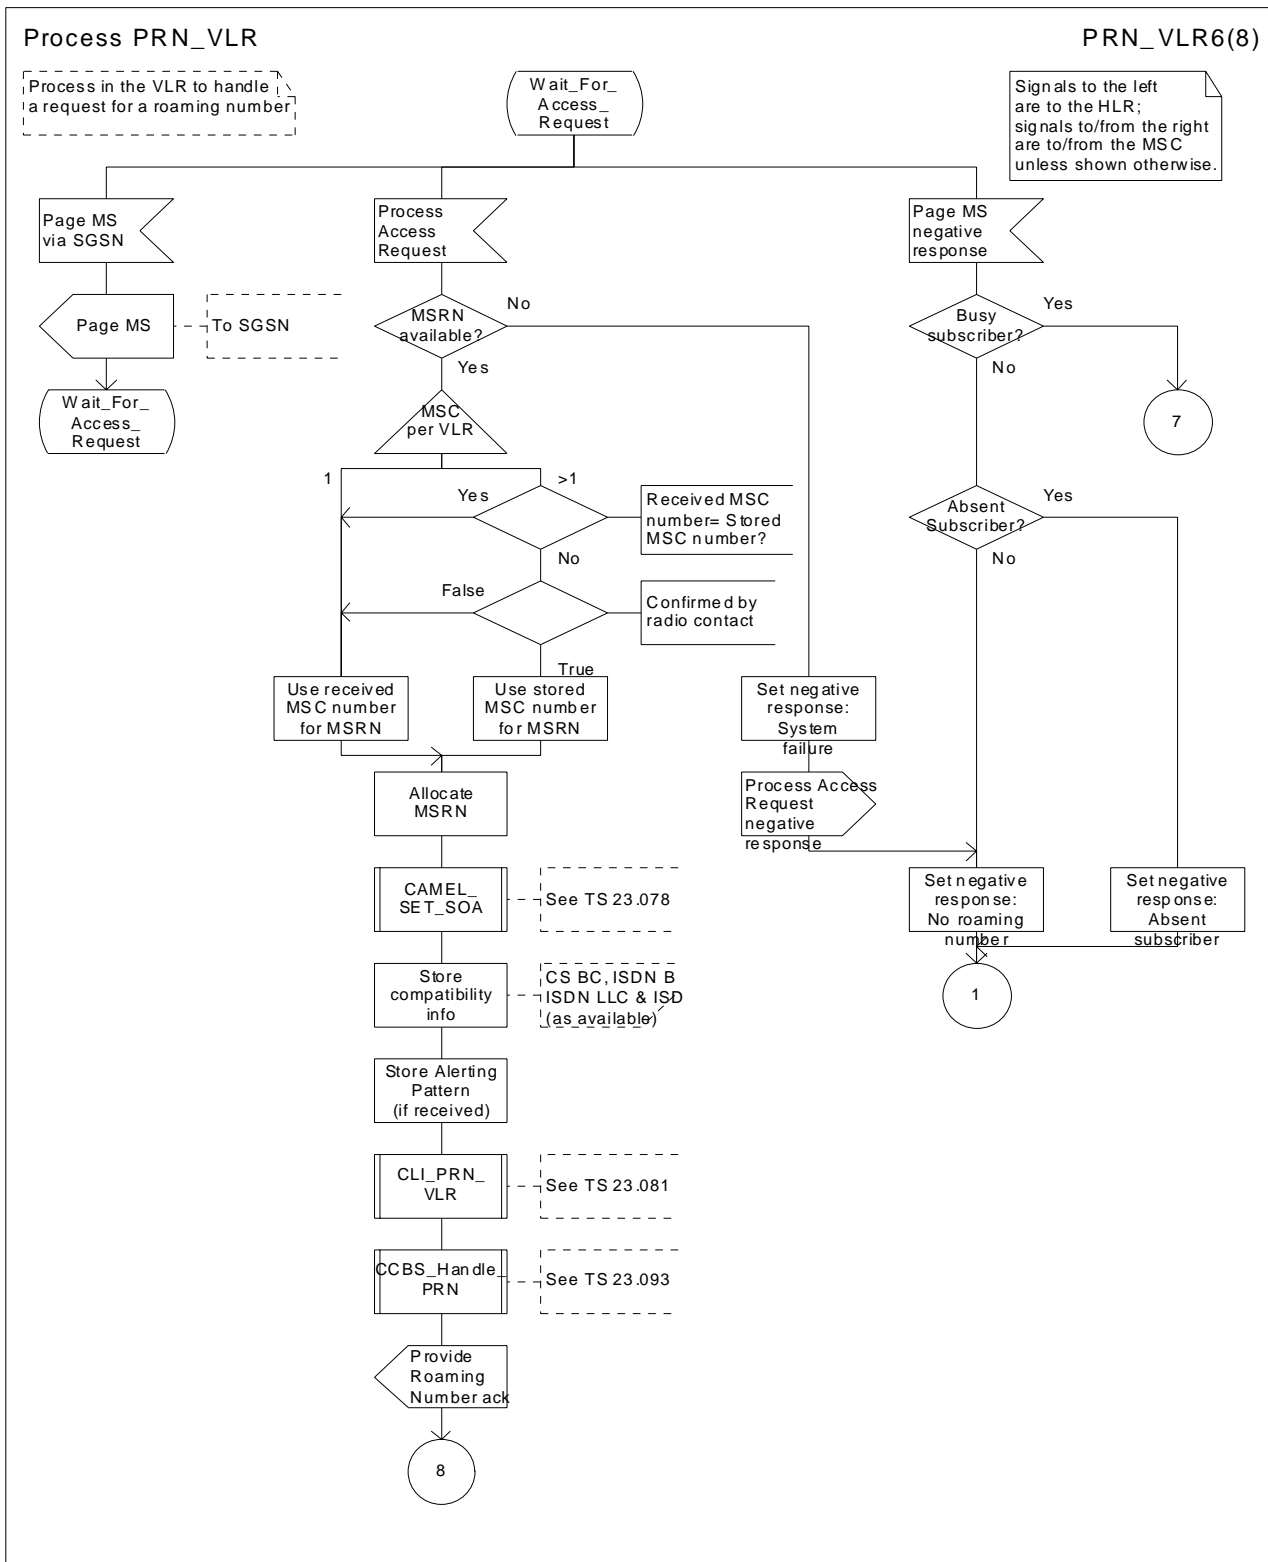 Process PRN_VLR
PRN_VLR6(8)
Process in the VLR to handle
a request for a roaming number
Wait_For_
Access_
Request
Signals to the left
are to the HLR;
signals to/from the right
are to/from the MSC
unless shown otherwise.
Page MS
via SGSN
Process
Access
Request
Page MS
negative
response
Page MS
To SGSN
MSRN
available?
No
Yes
Busy
subscriber?
Yes
No
Wait_For_
Access_
Request
MSC
per VLR
7
1
>1
Yes
Received MSC
number= Stored
MSC number?
No
Absent
Subscriber?
Yes
No
False
Confirmed by
radio contact
True
Use received
MSC number
for MSRN
Use stored
MSC number
for MSRN
Set negative
response:
System
failure
Allocate
MSRN
Process Access
Request
negative
response
CAMEL_
SET_SOA
See TS 23.078
Set negative
response:
No roaming
number
Set negative
response:
Absent
subscriber
Store
compatibility
info
CS BC, ISDN B
ISDN LLC & ISD
(as available)
1
Store Alerting
Pattern
(if received)
CLI_PRN_
VLR
See TS 23.081
CCBS_Handle_
PRN
See TS 23.093
Provide
Roaming
Number ack
8